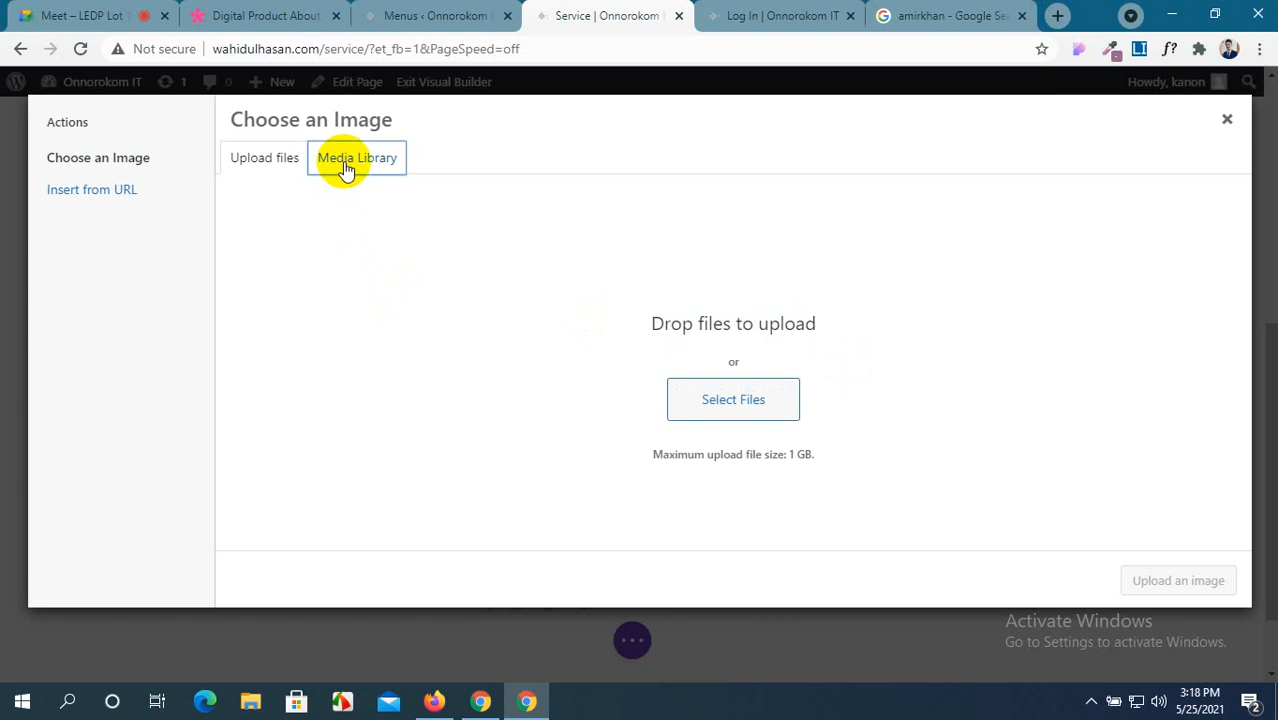 Meet – LEDP Lot
Digital Product About
Menus ‹ Onnorokom
Service | Onnorokom IT
Log In | Onnorokom IT
amirkhan - Google Se
Not secure
wahidulhasan.com/service/?et_fb=1&PageSpeed=off
Onnorokom IT
1
0
New
Edit Page
Exit Visual Builder
Howdy, kanon
Actions
Choose an Image
Insert from URL
Choose an Image
Upload files
Media Library
Drop files to upload
or
Select Files
Maximum upload file size: 1 GB.
Upload an image
Activate Windows
Go to Settings to activate Windows.
3:18 PM
5/25/2021
2